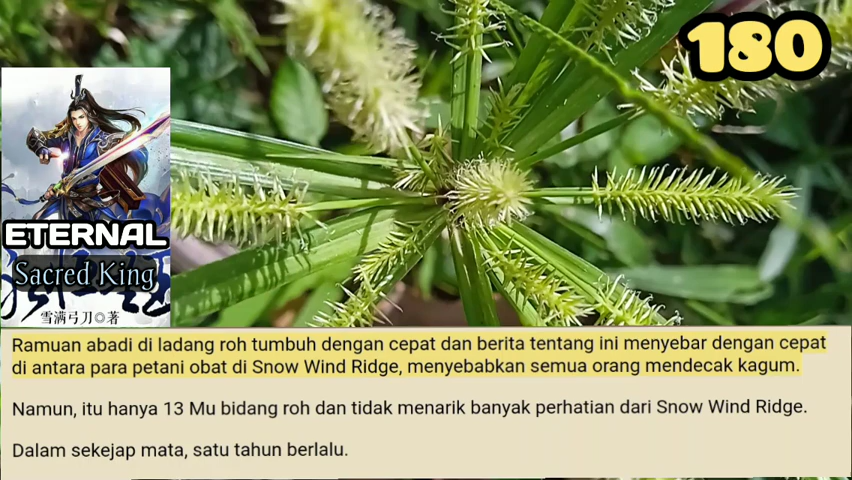 180
ETERNAL
Sacred King
雪满弓刀◎著
Ramuan abadi di ladang roh tumbuh dengan cepat dan berita tentang ini menyebar dengan cepat
di antara para petani obat di Snow Wind Ridge, menyebabkan semua orang mendecak kagum.
Namun, itu hanya 13 Mu bidang roh dan tidak menarik banyak perhatian dari Snow Wind Ridge.
Dalam sekejap mata, satu tahun berlalu.